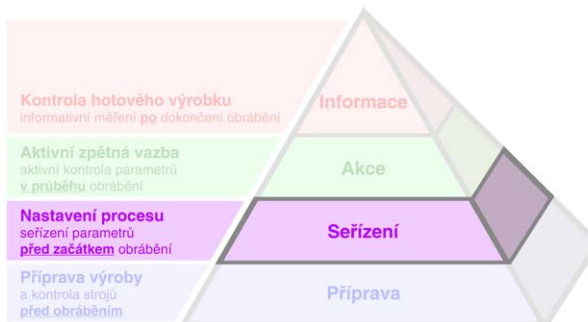 Kontrola hotového výrobku
informativní měření po dokončení obrábění
Informace
Aktivní zpětná vazba
aktivní kontrola parametrů
v průběhu obrábění
Akce
Nastavení procesu
seřízení parametrů
před začátkem obrábění
Seřízení
Příprava výroby
a kontrola strojů
před obráběním
Příprava